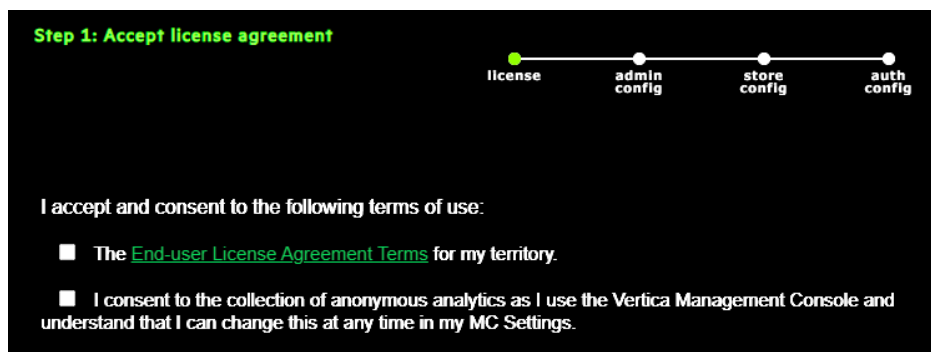 Step 1: Accept license agreement
license
admin
config
store
config
auth
config
I accept and consent to the following terms of use:
The End-user License Agreement Terms for my territory.
I consent to the collection of anonymous analytics as I use the Vertica Management Console and
understand that I can change this at any time in my MC Settings.